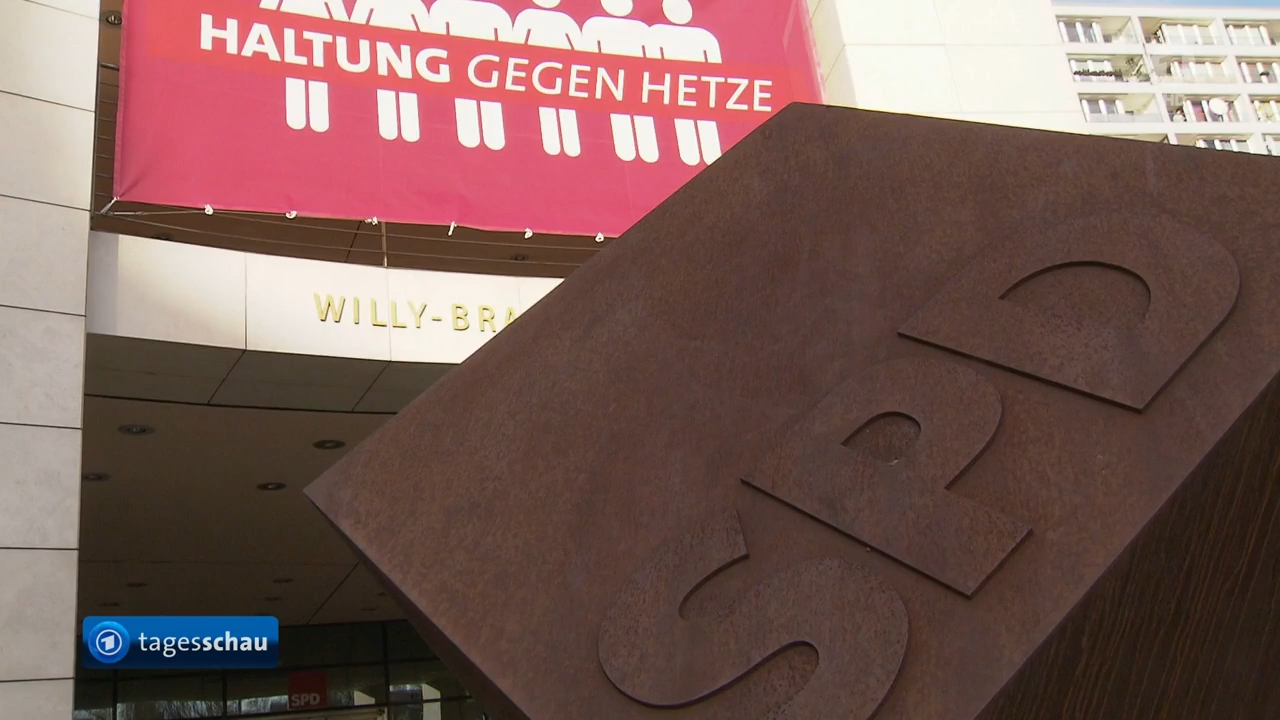 HALTUNG GEGEN HETZE
WILLY-BRA
SPD
tagesschau
SPD